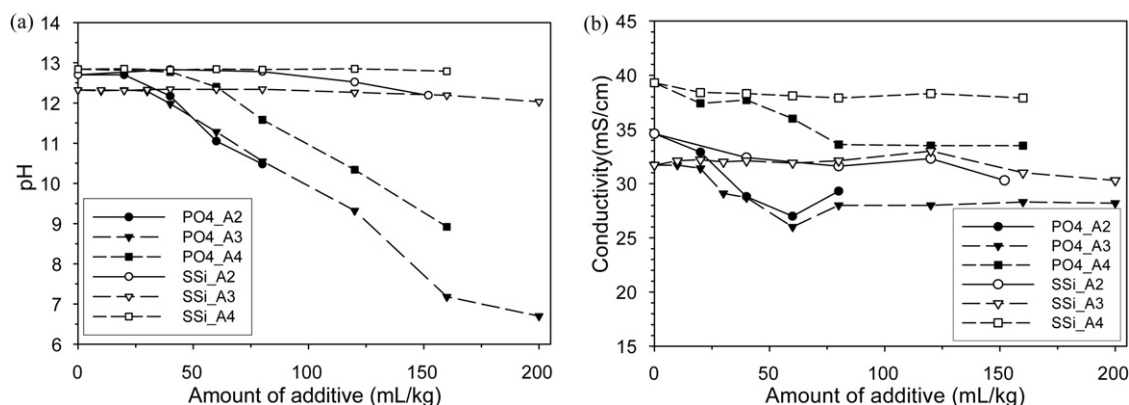 (a)
14
13
12
11
10
9
8
7
6
pH
PO4_A2
PO4_A3
PO4_A4
SSi_A2
SSi_A3
SSi_A4
0 50 100 150 200
Amount of additive (mL/kg)
(b)
45
40
35
30
25
20
15
Conductivity(mS/cm)
PO4_A2
PO4_A3
PO4_A4
SSi_A2
SSi_A3
SSi_A4
0 50 100 150 200
Amount of additive (mL/kg)